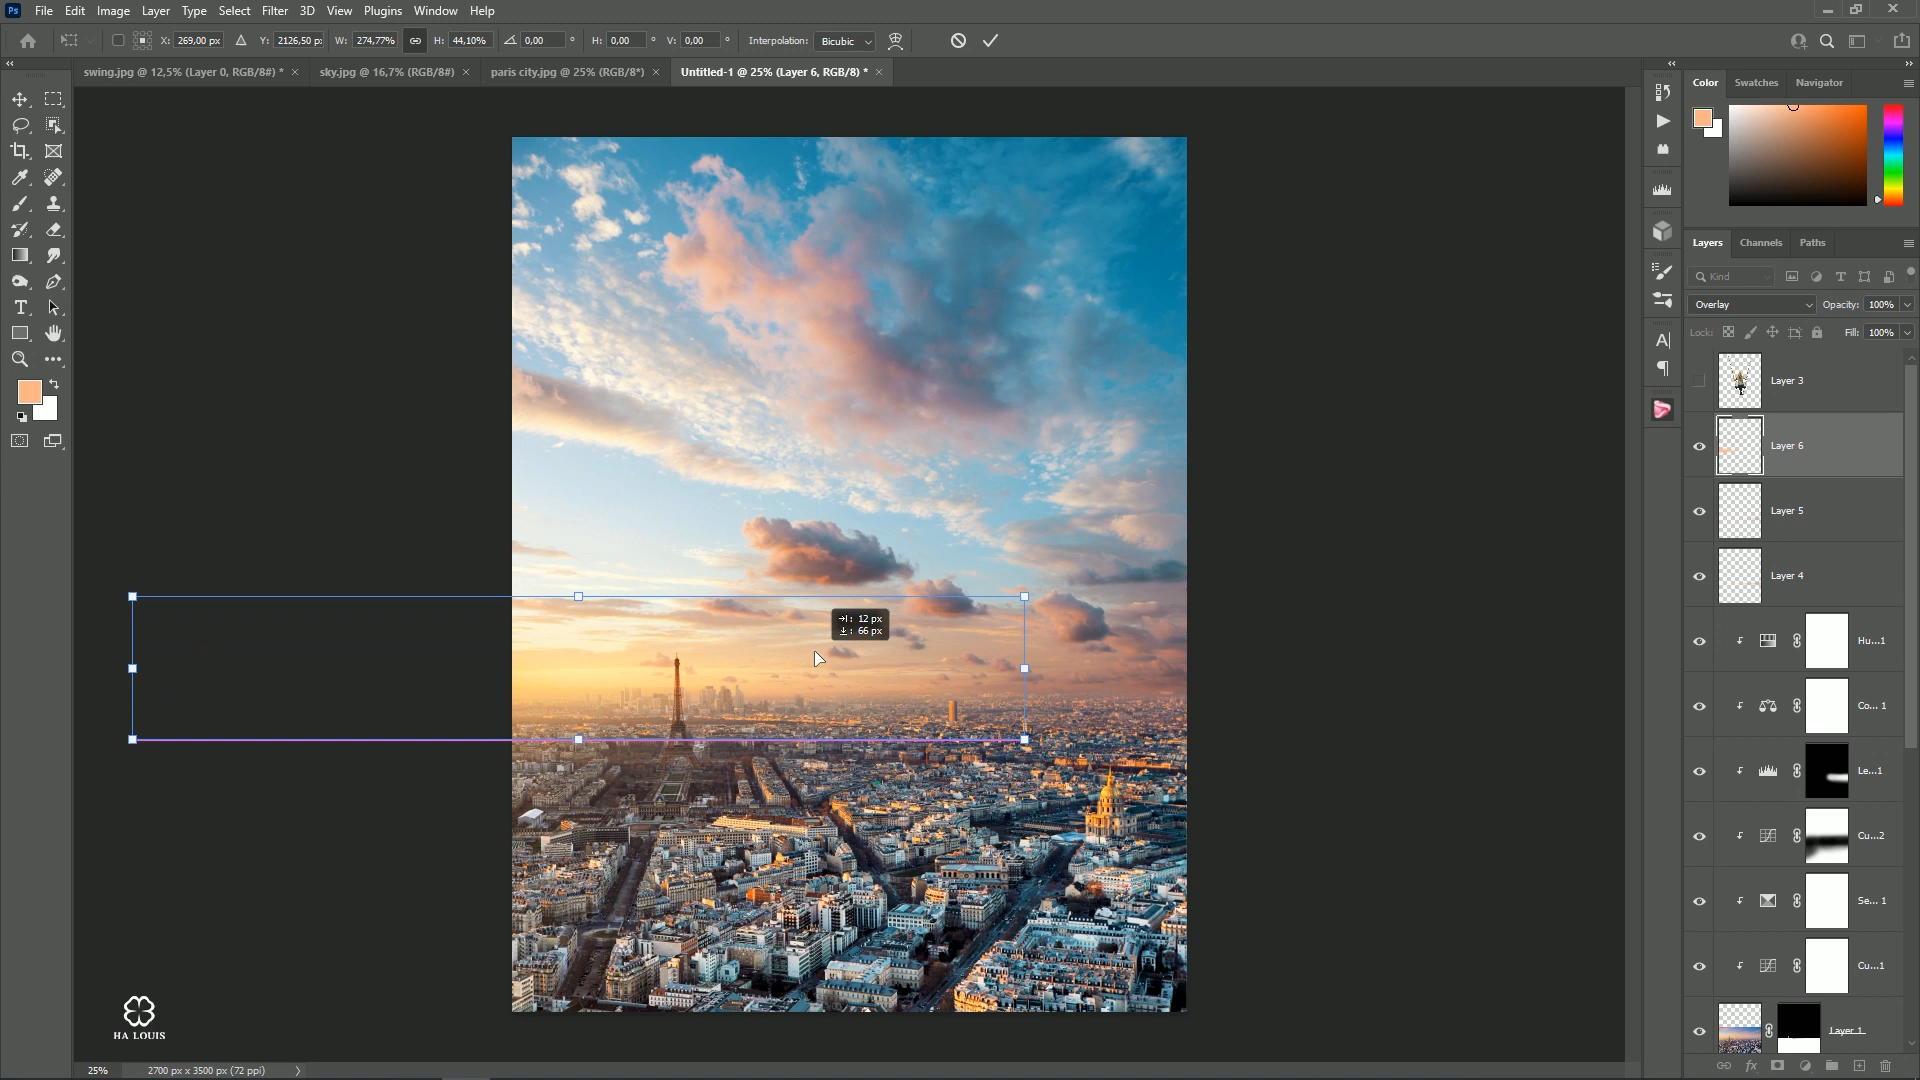 Ps File Edit Image Layer Type Select Filter 3D View Plugins Window Help
X: 269,00 px Y: 2126,50 px W: 274,77% H: 44,10% 0,00 ° H: 0,00 ° V: 0,00 ° Interpolation: Bicubic
swing.jpg @ 12,5% (Layer 0, RGB/8#) * × sky.jpg @ 16,7% (RGB/8#) × paris city.jpg @ 25% (RGB/8*) × Untitled-1 @ 25% (Layer 6, RGB/8) * ×
Color Swatches Navigator
Layers Channels Paths
Kind
Overlay Opacity: 100%
Lock: Fill: 100%
Layer 3
Layer 6
Layer 5
Layer 4
12 px
66 px
Hu...1
Co... 1
Le...1
Cu...2
Se... 1
Cu...1
Layer 1
HA LOUIS
25% 2700 px x 3500 px (72 ppi)